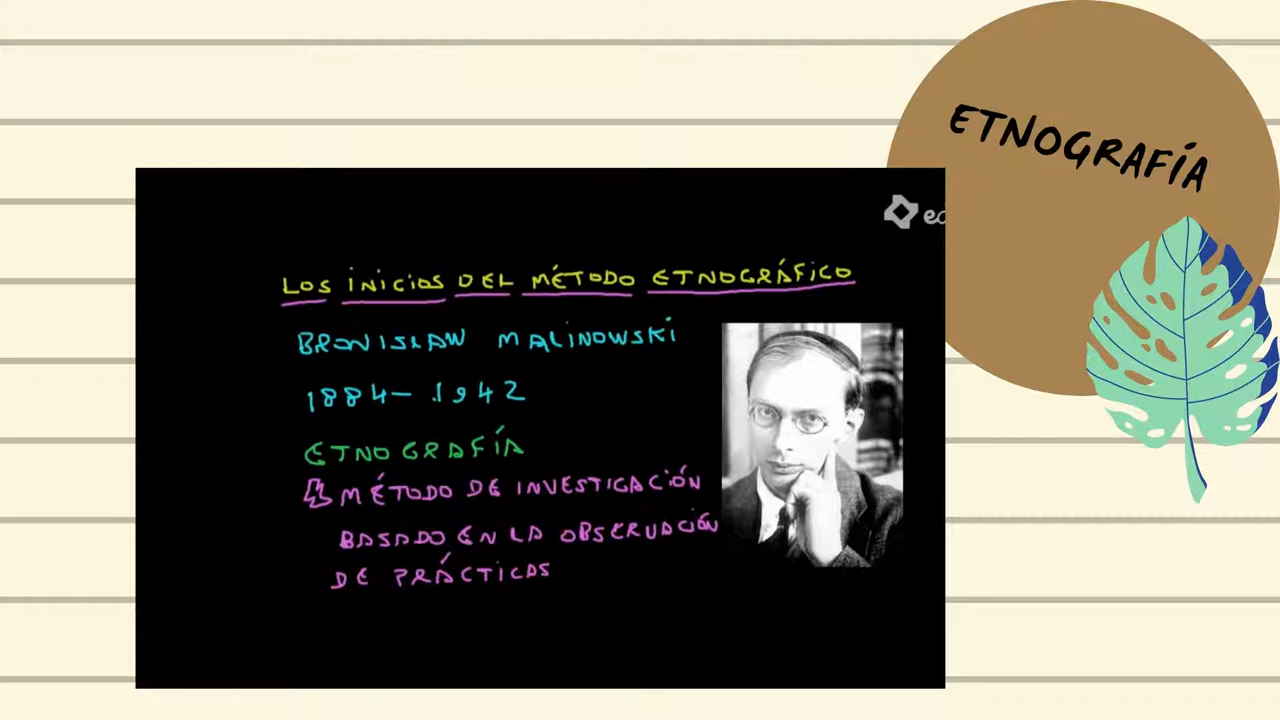 ETNOGRAFÍA
LOS INICIOS DEL MÉTODO ETNOGRÁFICO
BRONISLAW MALINOWSKI
1884- 1942
ETNOGRAFÍA
MÉTODO DE INVESTIGACIÓN
BASADO EN LA OBSERVACIÓN
DE PRÁCTICAS